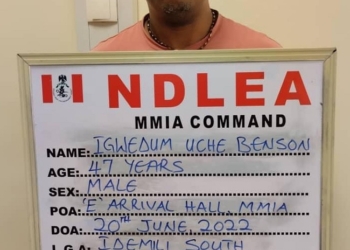 NDLEA
MMIA COMMAND
NAME: IGWEDUM UCHE BENSON
AGE: 47 YEARS
SEX: MALE
POA: 'E' ARRIVAL HALL, MMIA
DOA: 20TH JUNE, 2022
L.G.A: IDEMILI SOUTH